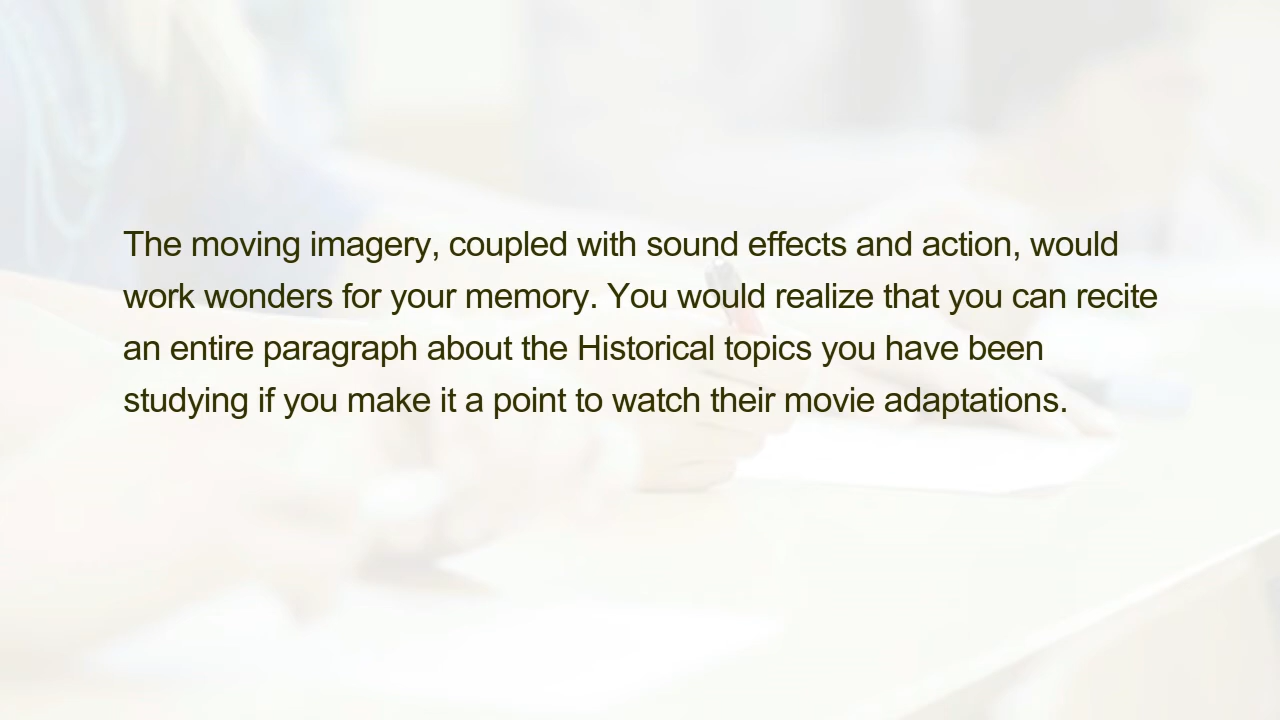 The moving imagery, coupled with sound effects and action, would
work wonders for your memory. You would realize that you can recite
an entire paragraph about the Historical topics you have been
studying if you make it a point to watch their movie adaptations.